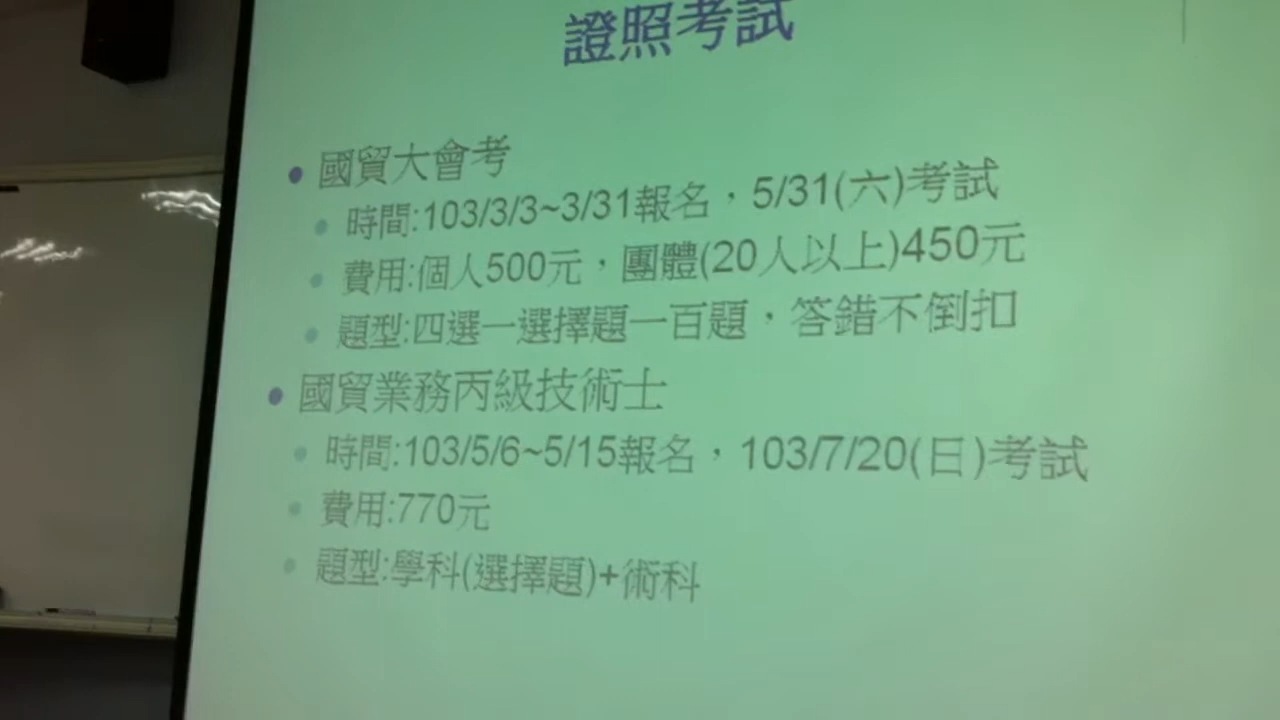 證照考試
國貿大會考
時間:103/3/3~3/31報名，5/31(六)考試
費用:個人500元，團體(20人以上)450元
題型:四選一選擇題一百題，答錯不倒扣
國貿業務丙級技術士
時間:103/5/6~5/15報名，103/7/20(日)考試
費用:770元
題型:學科(選擇題)+術科